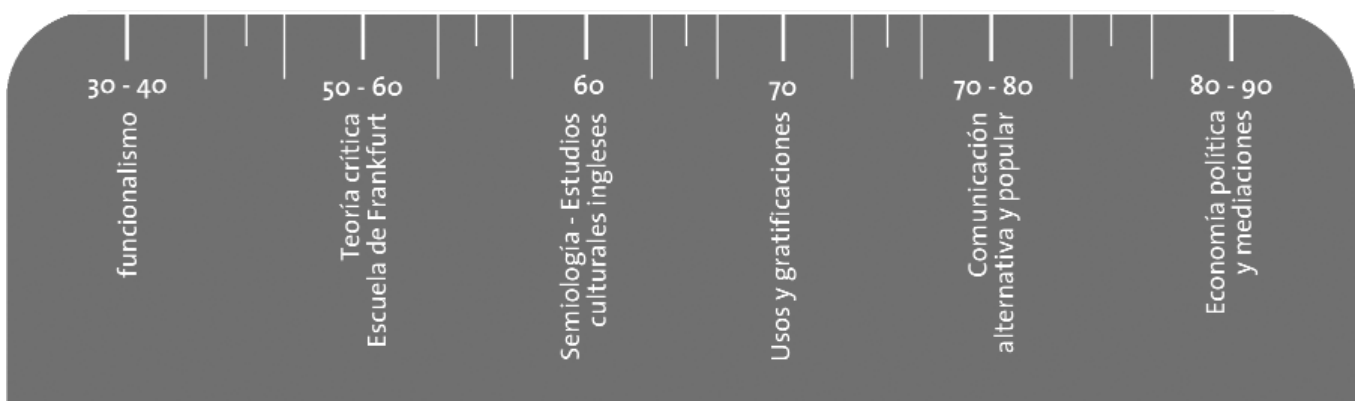 30 - 40
funcionalismo
50 - 60
Teoría crítica
Escuela de Frankfurt
60
Semiología - Estudios
culturales ingleses
70
Usos y gratificaciones
70 - 80
Comunicación
alternativa y popular
80 - 90
Economía política
y mediaciones